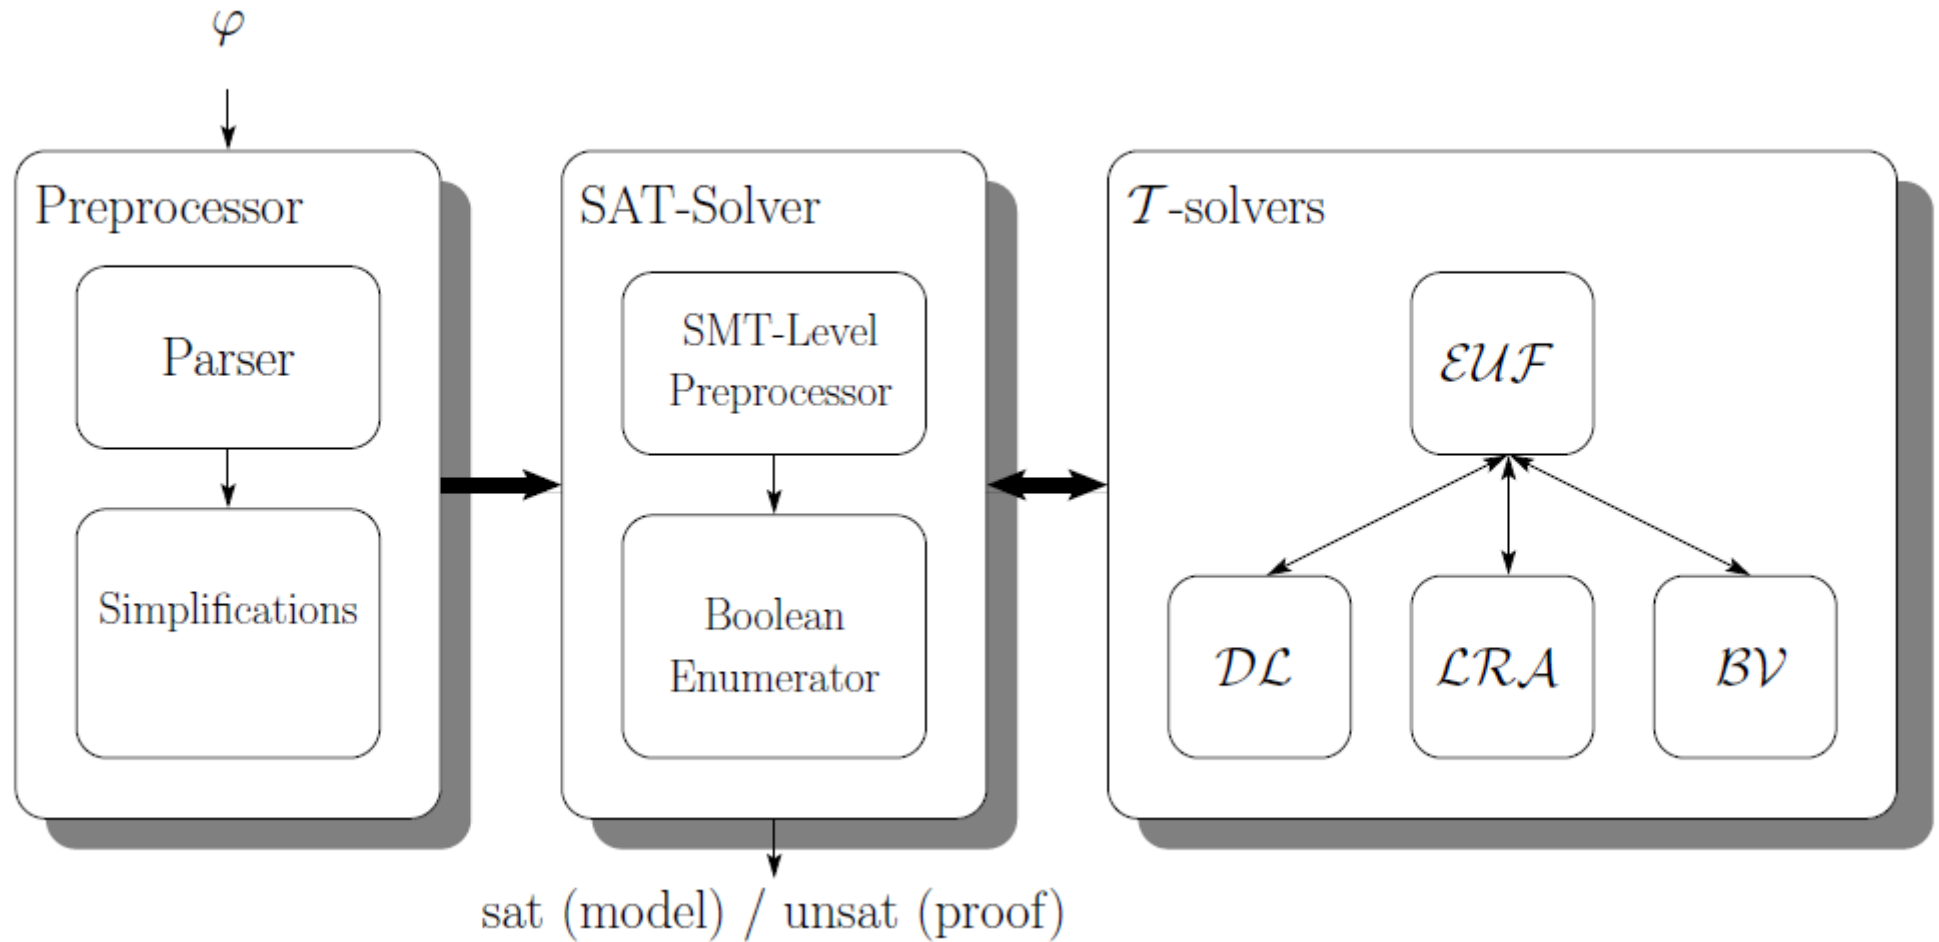 φ
Preprocessor
Parser
Simplifications
SAT-Solver
SMT-Level
Preprocessor
Boolean
Enumerator
sat (model) / unsat (proof)
𝒯-solvers
ℰ𝒰ℱ
𝒟ℒ
ℒℛ𝒜
ℬ𝒱